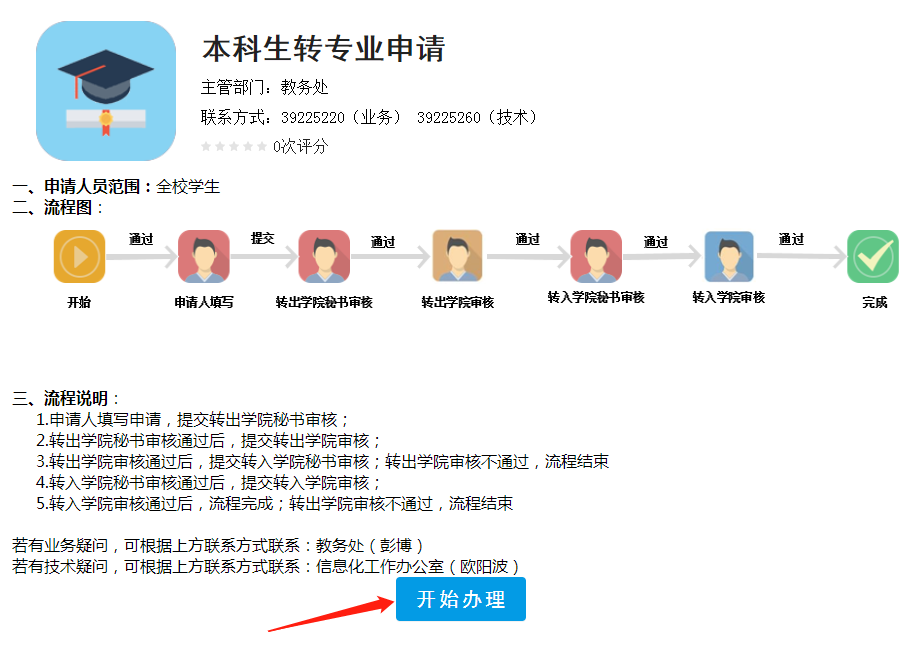 本科生转专业申请
主管部门：教务处
联系方式：39225220（业务） 39225260（技术）
0次评分
一、申请人员范围：全校学生
二、流程图：
通过 提交 通过 通过 通过 通过
开始 申请人填写 转出学院秘书审核 转出学院审核 转入学院秘书审核 转入学院审核 完成
三、流程说明：
1.申请人填写申请，提交转出学院秘书审核；
2.转出学院秘书审核通过后，提交转出学院审核；
3.转出学院审核通过后，提交转入学院秘书审核；转出学院审核不通过，流程结束
4.转入学院秘书审核通过后，提交转入学院审核；
5.转入学院审核通过后，流程完成；转出学院审核不通过，流程结束
若有业务疑问，可根据上方联系方式联系：教务处（彭博）
若有技术疑问，可根据上方联系方式联系：信息化工作办公室（欧阳波）
开始办理